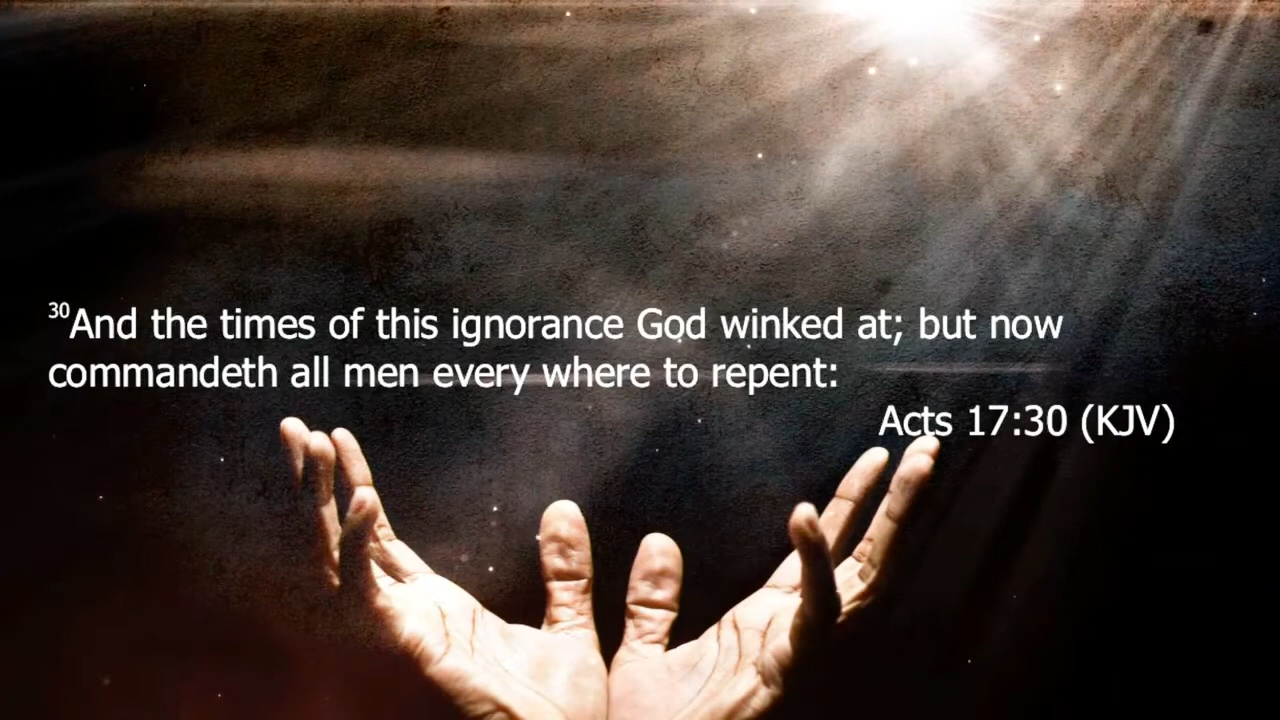 ³⁰And the times of this ignorance God winked at; but now
commandeth all men every where to repent:
Acts 17:30 (KJV)